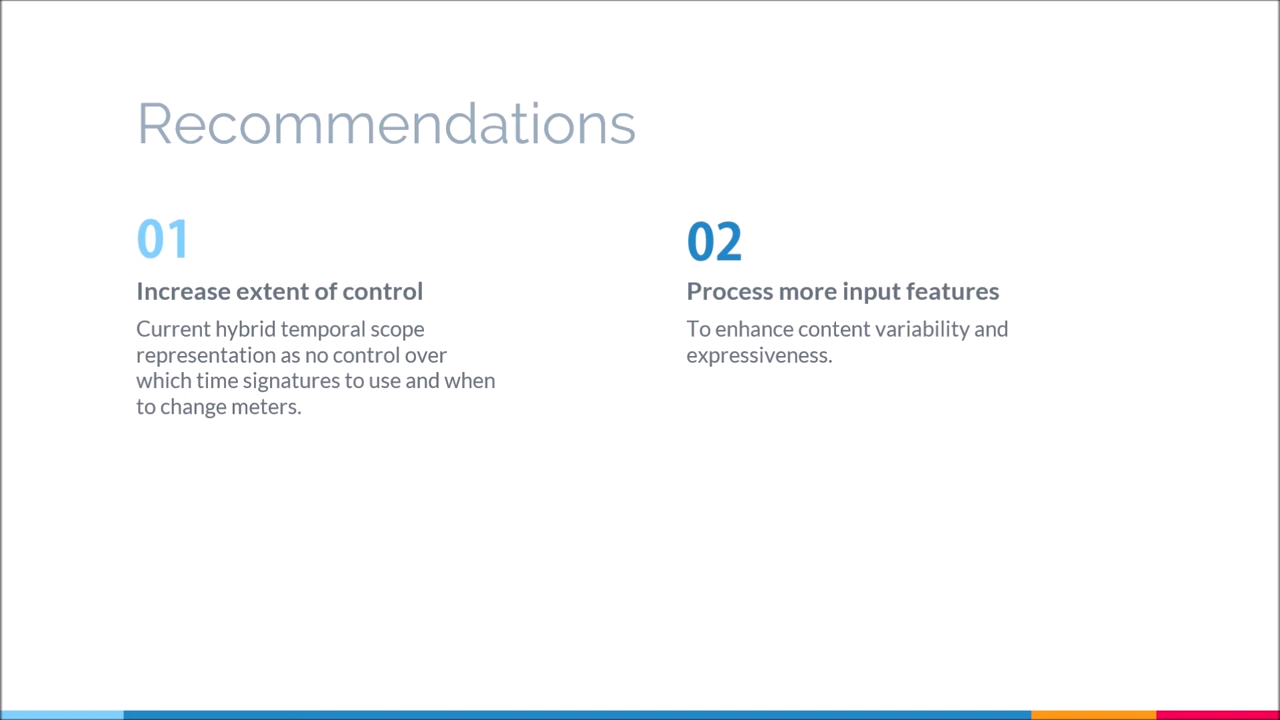 Recommendations
01
Increase extent of control
Current hybrid temporal scope
representation as no control over
which time signatures to use and when
to change meters.
02
Process more input features
To enhance content variability and
expressiveness.